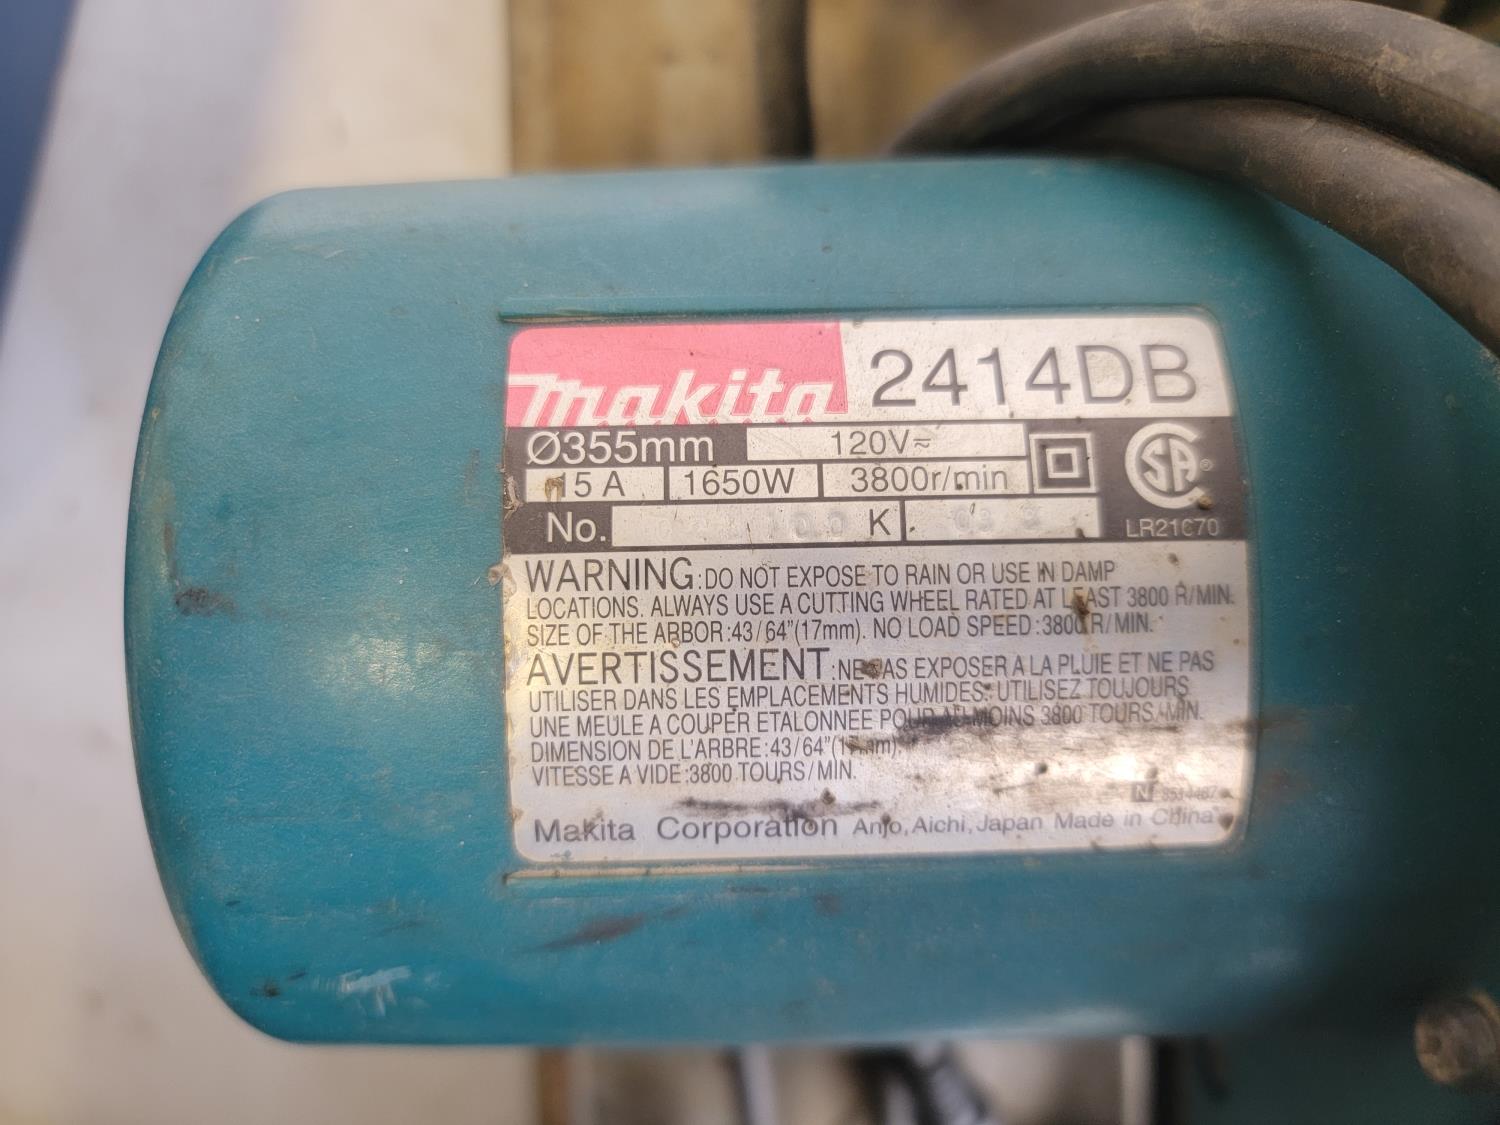 makita 2414DB
Ø355mm 120V≂
15 A 1650W 3800r/min
No. K
SA ®
LR21C70
WARNING:DO NOT EXPOSE TO RAIN OR USE IN DAMP
LOCATIONS. ALWAYS USE A CUTTING WHEEL RATED AT LEAST 3800 R/MIN.
SIZE OF THE ARBOR:43/64"(17mm). NO LOAD SPEED:3800 R/MIN.
AVERTISSEMENT:NE PAS EXPOSER A LA PLUIE ET NE PAS
UTILISER DANS LES EMPLACEMENTS HUMIDES. UTILISEZ TOUJOURS
UNE MEULE A COUPER ETALONNEE POUR AU MOINS 3800 TOURS/MIN.
DIMENSION DE L'ARBRE:43/64"(17mm).
VITESSE A VIDE:3800 TOURS/MIN.
N
Makita Corporation Anjo,Aichi,Japan Made in China